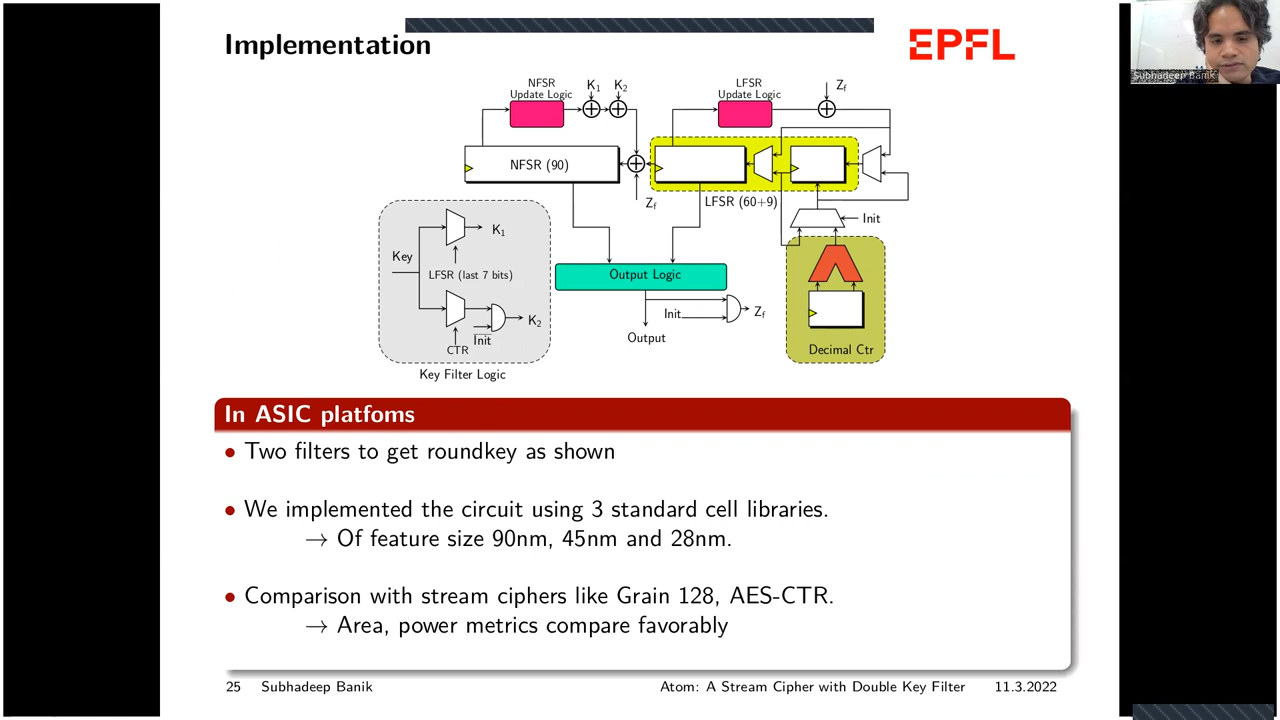 Implementation
EPFL
Subhadeep Banik
NFSR
Update Logic
K1
K2
LFSR
Update Logic
Zf
NFSR (90)
Zf
LFSR (60+9)
Init
Key
K1
LFSR (last 7 bits)
K2
Init
CTR
Key Filter Logic
Output Logic
Init
Zf
Output
Decimal Ctr
In ASIC platfoms
• Two filters to get roundkey as shown
• We implemented the circuit using 3 standard cell libraries.
→ Of feature size 90nm, 45nm and 28nm.
• Comparison with stream ciphers like Grain 128, AES-CTR.
→ Area, power metrics compare favorably
25 Subhadeep Banik Atom: A Stream Cipher with Double Key Filter 11.3.2022